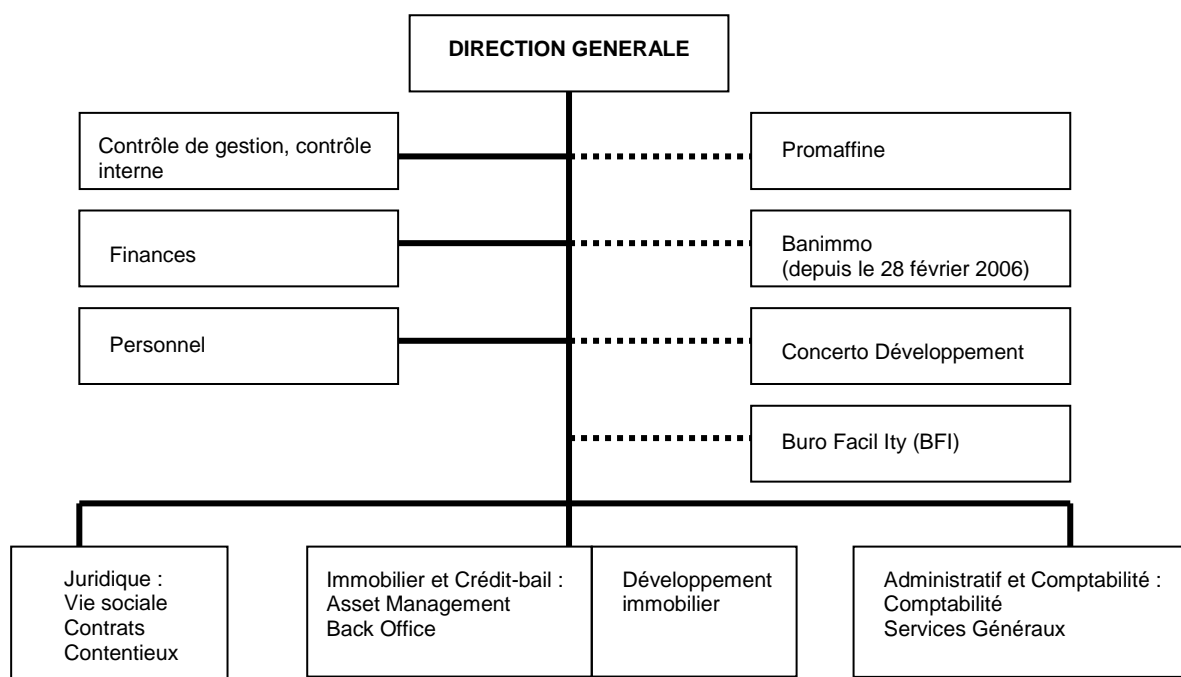 DIRECTION GENERALE
Contrôle de gestion, contrôle
interne
Promaffine
Finances
Banimmo
(depuis le 28 février 2006)
Personnel
Concerto Développement
Buro Facil Ity (BFI)
Juridique :
Vie sociale
Contrats
Contentieux
Immobilier et Crédit-bail :
Asset Management
Back Office
Développement
immobilier
Administratif et Comptabilité :
Comptabilité
Services Généraux